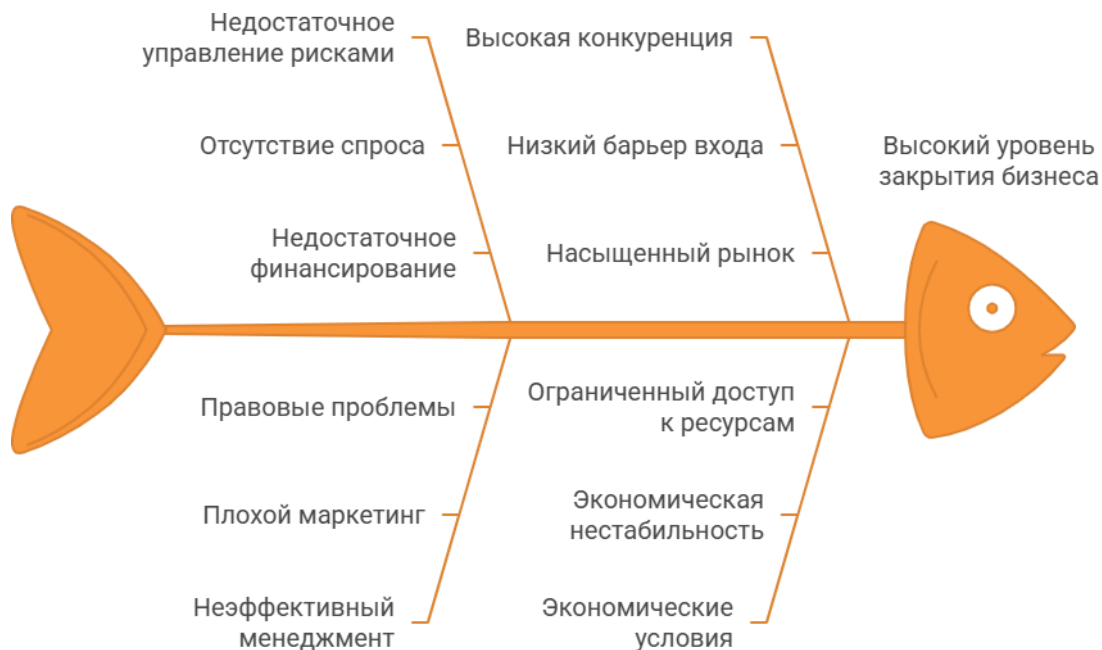 Недостаточное
управление рисками
Отсутствие спроса
Недостаточное
финансирование
Высокая конкуренция
Низкий барьер входа
Насыщенный рынок
Высокий уровень
закрытия бизнеса
Правовые проблемы
Плохой маркетинг
Неэффективный
менеджмент
Ограниченный доступ
к ресурсам
Экономическая
нестабильность
Экономические
условия